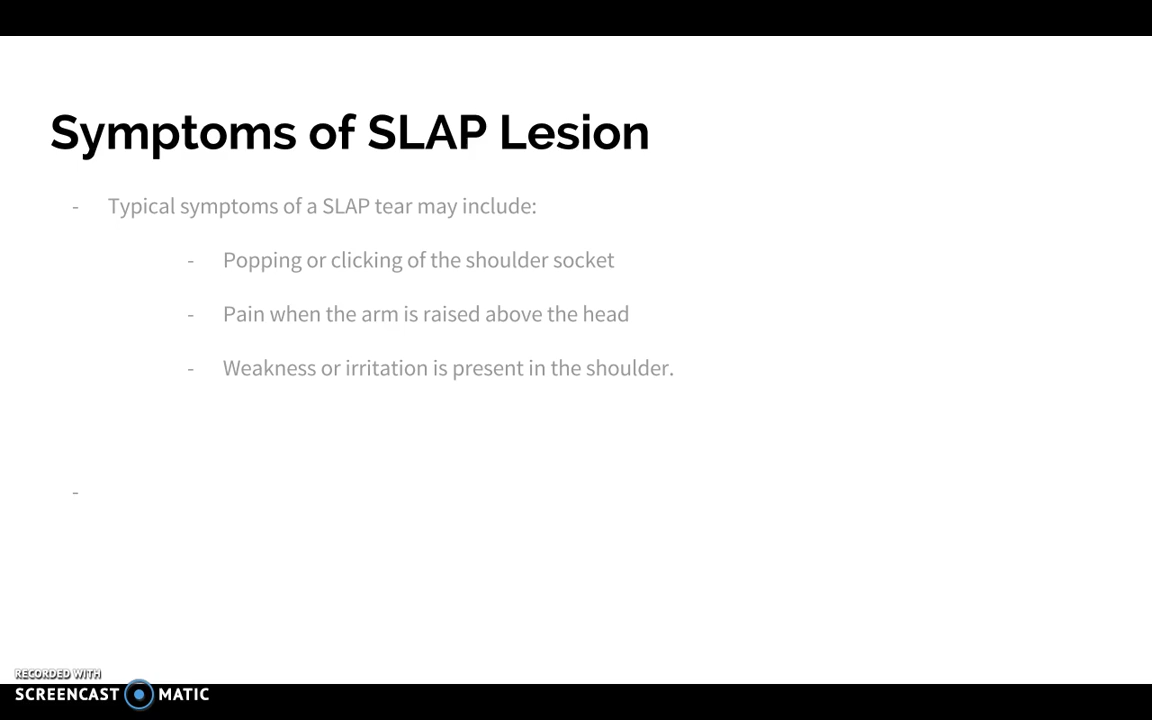 Symptoms of SLAP Lesion
- Typical symptoms of a SLAP tear may include:
- Popping or clicking of the shoulder socket
- Pain when the arm is raised above the head
- Weakness or irritation is present in the shoulder.
-
RECORDED WITH
SCREENCAST MATIC